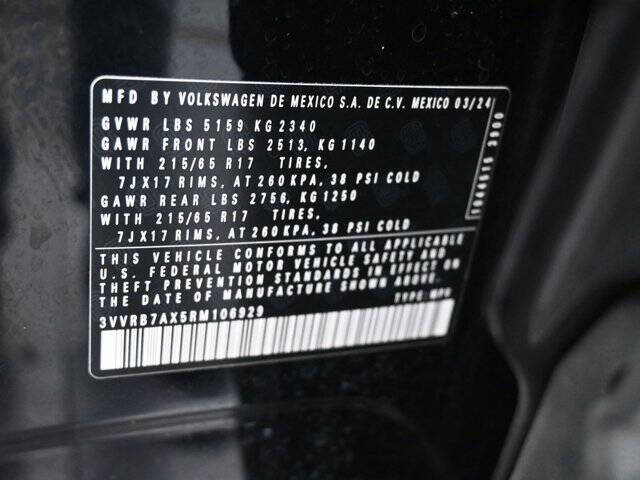 MFD BY VOLKSWAGEN DE MEXICO S.A. DE C.V. MEXICO 03/24
GVWR LBS 5159 KG 2340
GAWR FRONT LBS 2513, KG 1140
WITH 215/65 R17 TIRES,
7JX17 RIMS, AT 260 KPA, 38 PSI COLD
GAWR REAR LBS 2756, KG 1250
WITH 215/65 R17 TIRES,
7JX17 RIMS, AT 260 KPA, 38 PSI COLD
THIS VEHICLE CONFORMS TO ALL APPLICABLE
U.S. FEDERAL MOTOR VEHICLE SAFETY AND
THEFT PREVENTION STANDARDS IN EFFECT ON
THE DATE OF MANUFACTURE SHOWN ABOVE.
3VVRB7AX5RM106929
TYPE: MPV
3900